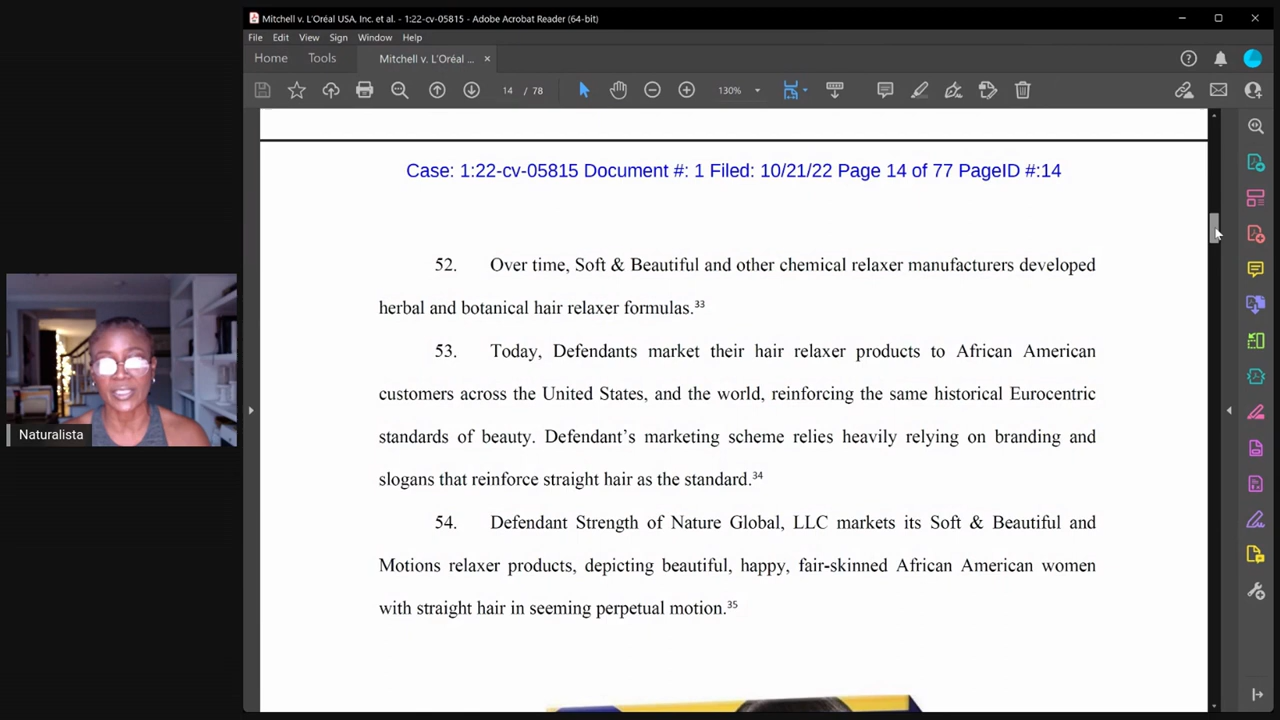 Mitchell v. L'Oréal USA, Inc. et al. - 1:22-cv-05815 - Adobe Acrobat Reader (64-bit)
File Edit View Sign Window Help
Home Tools Mitchell v. L'Oréal ... ×
14 / 78 130%
Case: 1:22-cv-05815 Document #: 1 Filed: 10/21/22 Page 14 of 77 PageID #:14
52. Over time, Soft & Beautiful and other chemical relaxer manufacturers developed
herbal and botanical hair relaxer formulas.33
53. Today, Defendants market their hair relaxer products to African American
customers across the United States, and the world, reinforcing the same historical Eurocentric
standards of beauty. Defendant's marketing scheme relies heavily relying on branding and
slogans that reinforce straight hair as the standard.34
54. Defendant Strength of Nature Global, LLC markets its Soft & Beautiful and
Motions relaxer products, depicting beautiful, happy, fair-skinned African American women
with straight hair in seeming perpetual motion.35
Naturalista